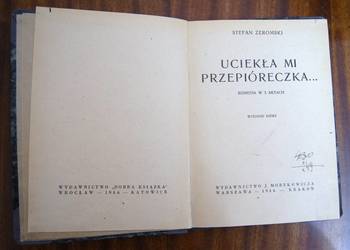 WYDAWNICTWO „DOBRA KSIĄŻKA"
WROCŁAW – 1946 – KATOWICE
STEFAN ŻEROMSKI
UCIEKŁA MI
PRZEPIÓRECZKA...
KOMEDIA W 3 AKTACH
WYDANIE
WYDAWNICTWO J. MORTKOWICZA
WARSZAWA – 1946 – KRAKÓW